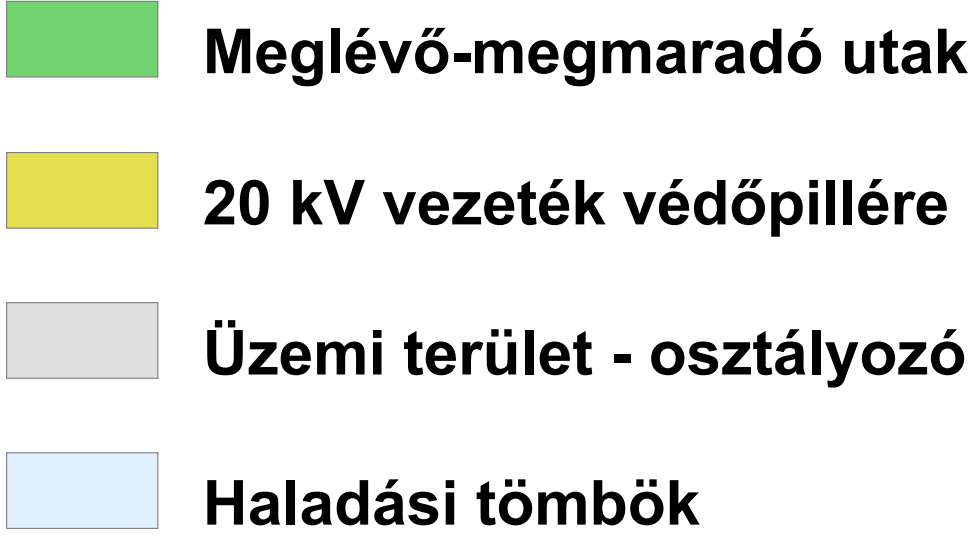 Meglévő-megmaradó utak
20 kV vezeték védőpillére
Üzemi terület - osztályozó
Haladási tömbök